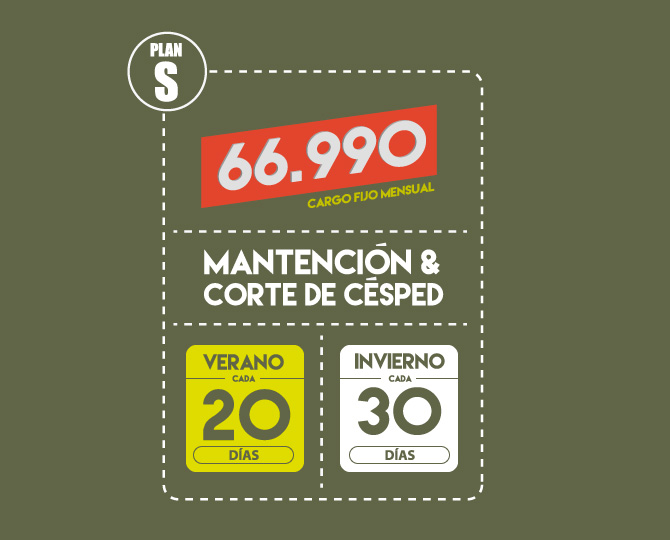 PLAN
S
66.990
CARGO FIJO MENSUAL
MANTENCIÓN &
CORTE DE CÉSPED
VERANO
CADA
20
DÍAS
INVIERNO
CADA
30
DÍAS